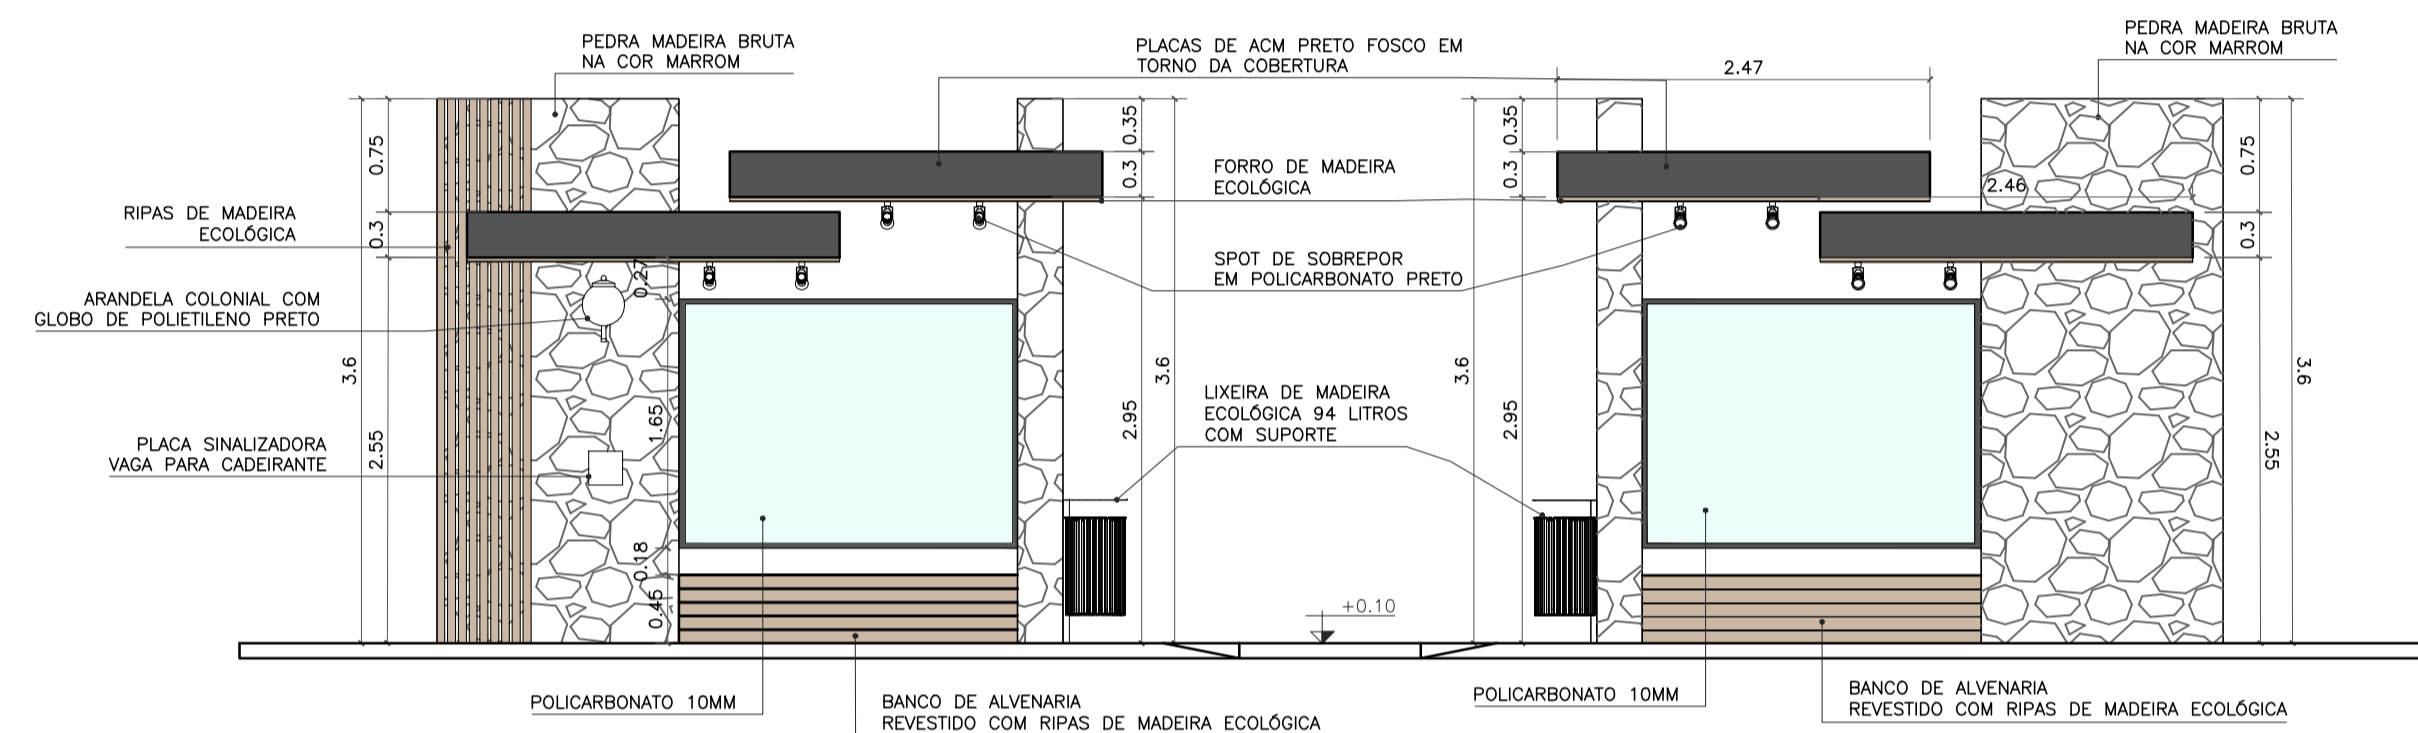 PEDRA MADEIRA BRUTA
NA COR MARROM
PLACAS DE ACM PRETO FOSCO EM
TORNO DA COBERTURA
2.47
PEDRA MADEIRA BRUTA
NA COR MARROM
0.75
0.35
0.35
0.75
0.3
FORRO DE MADEIRA
ECOLÓGICA
0.3
2.46
RIPAS DE MADEIRA
ECOLÓGICA
0.3
0.3
0.27
SPOT DE SOBREPOR
EM POLICARBONATO PRETO
ARANDELA COLONIAL COM
GLOBO DE POLIETILENO PRETO
3.6
3.6
3.6
3.6
LIXEIRA DE MADEIRA
ECOLÓGICA 94 LITROS
COM SUPORTE
1.65
2.95
2.95
2.55
2.55
PLACA SINALIZADORA
VAGA PARA CADEIRANTE
0.18
0.45
+0.10
POLICARBONATO 10MM
BANCO DE ALVENARIA
REVESTIDO COM RIPAS DE MADEIRA ECOLÓGICA
POLICARBONATO 10MM
BANCO DE ALVENARIA
REVESTIDO COM RIPAS DE MADEIRA ECOLÓGICA